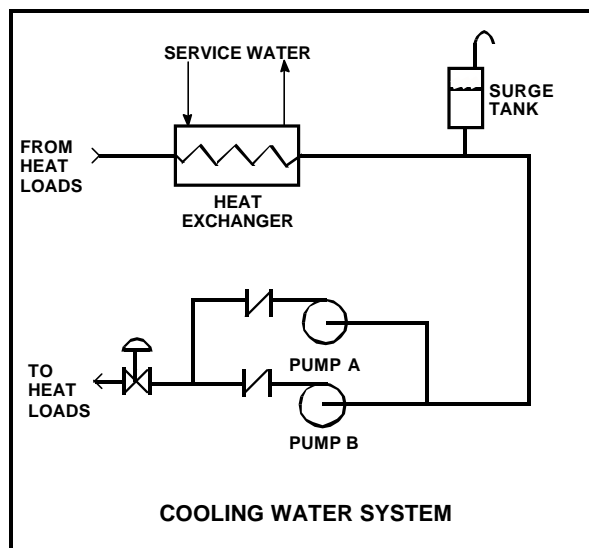 SERVICE WATER
SURGE
TANK
FROM
HEAT
LOADS
HEAT
EXCHANGER
PUMP A
TO
HEAT
LOADS
PUMP B
COOLING WATER SYSTEM